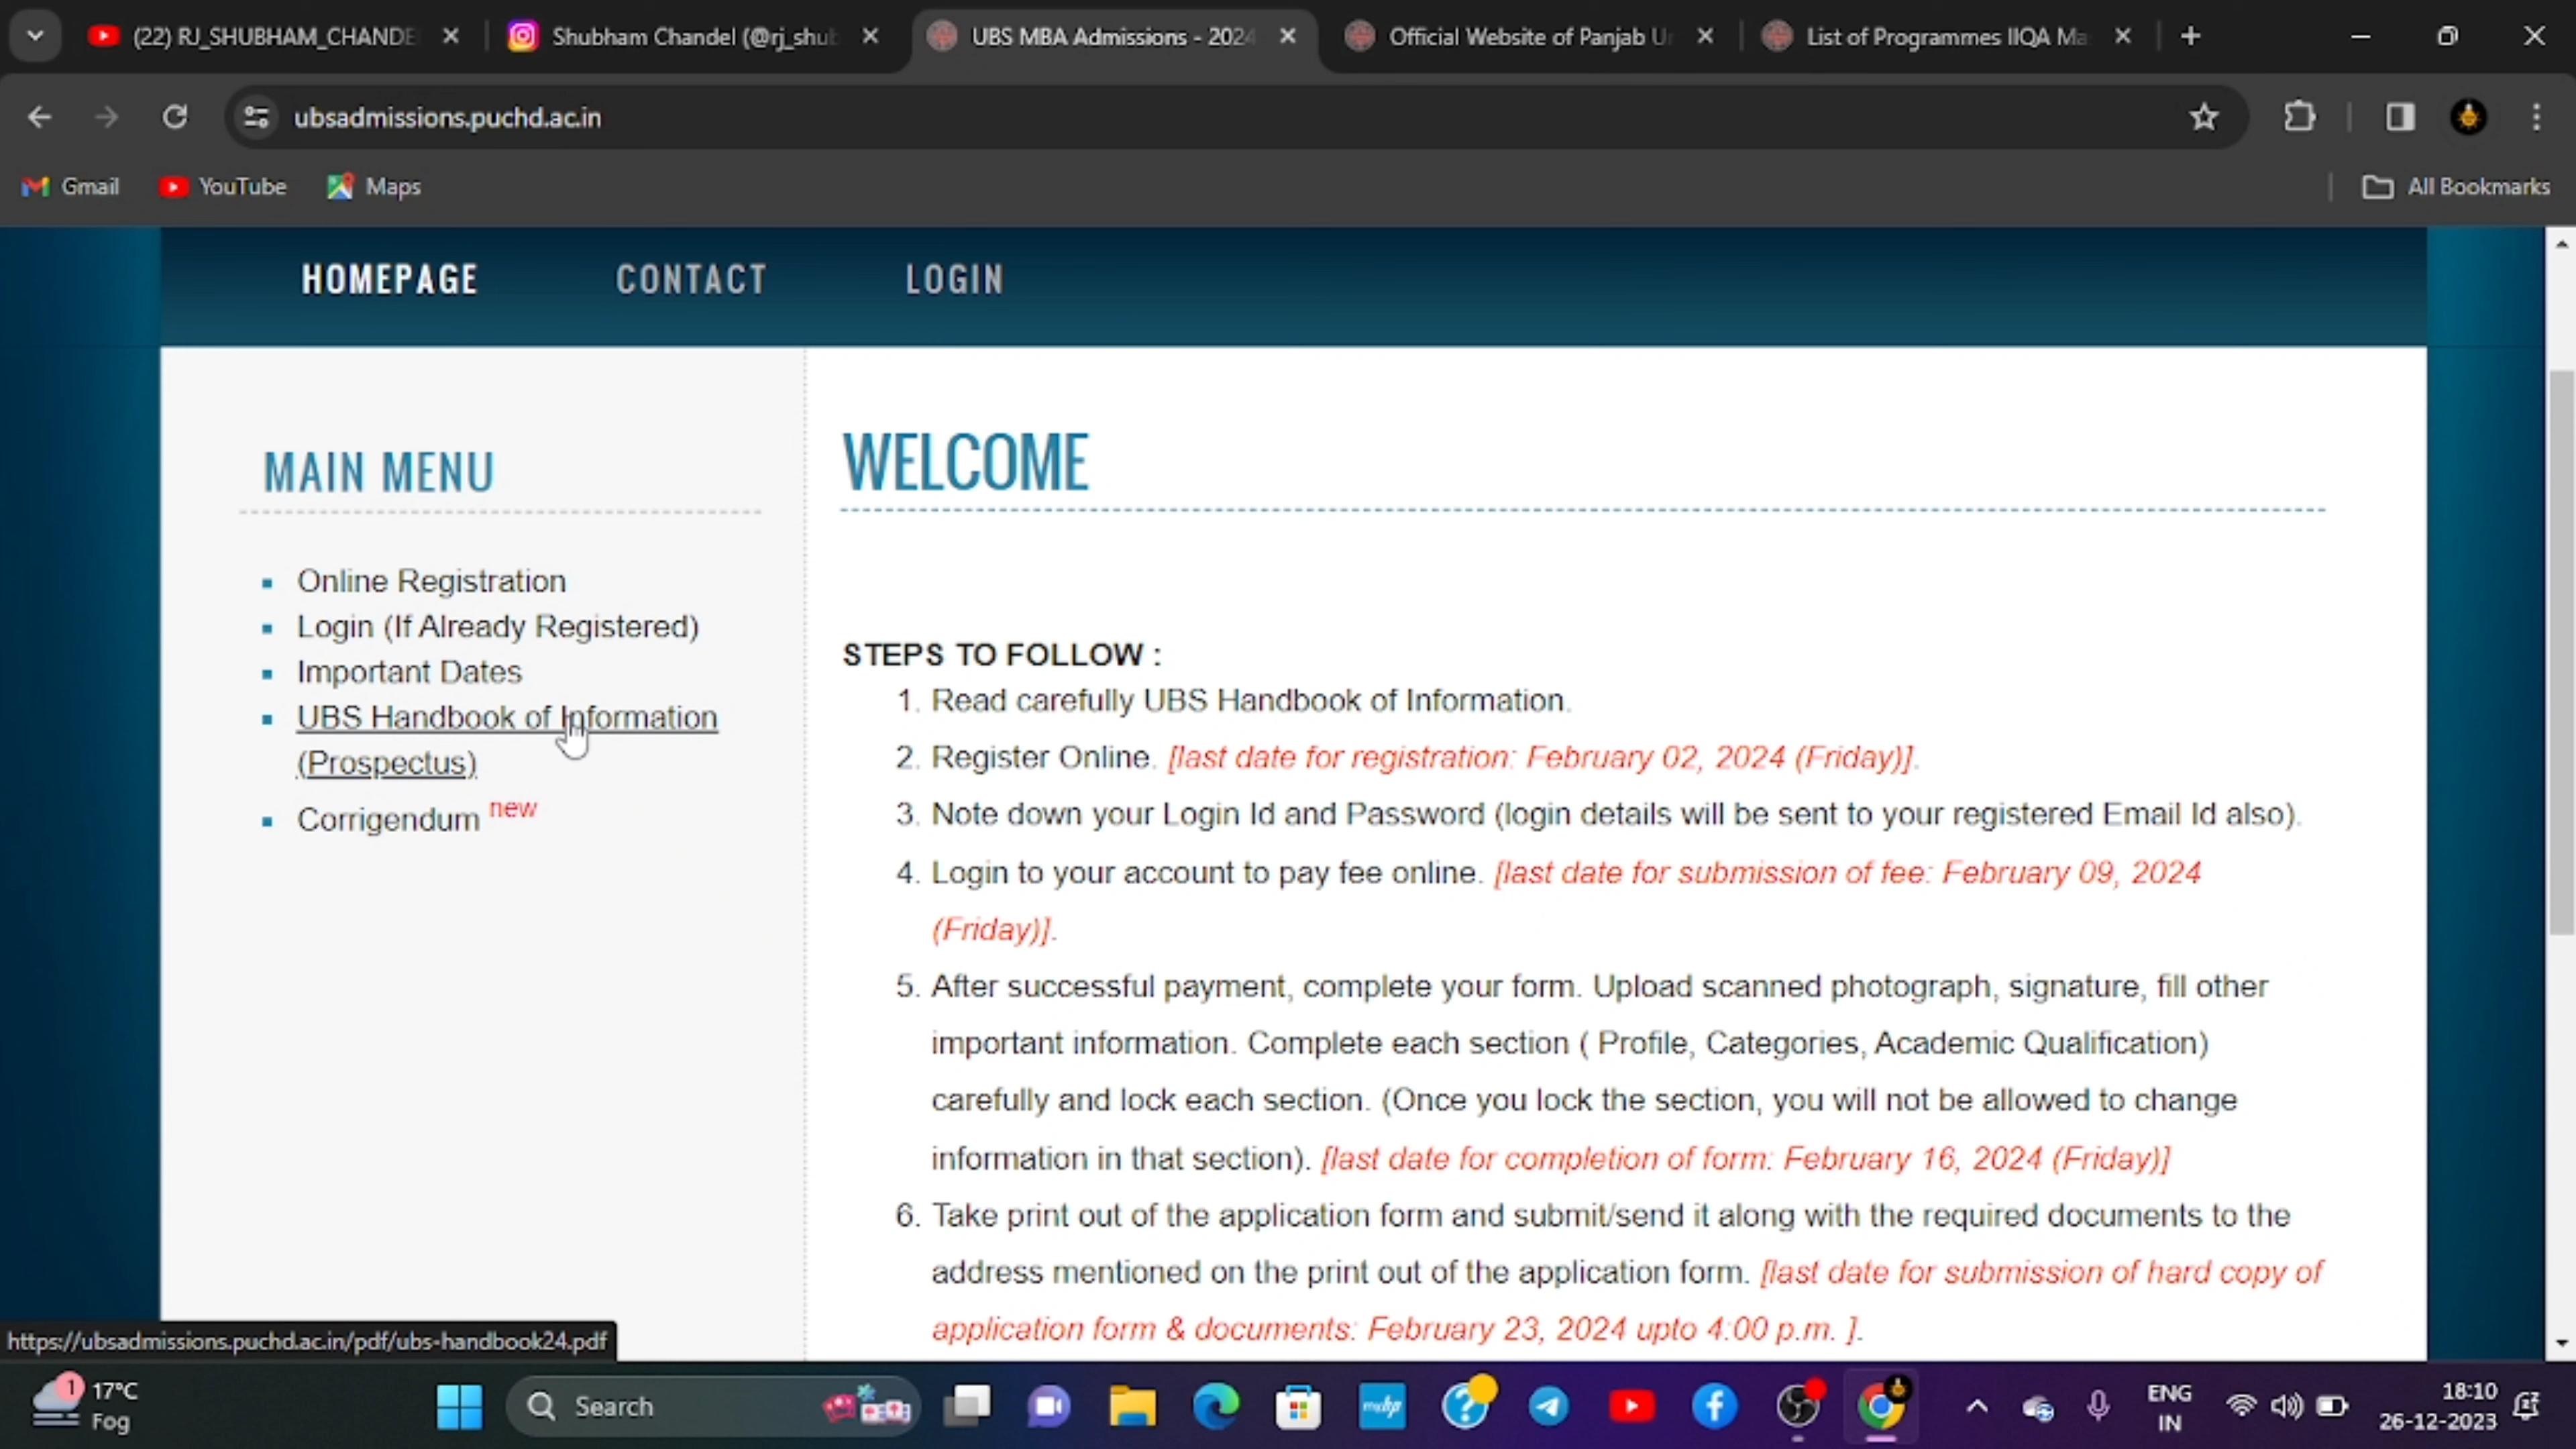 (22) RJ_SHUBHAM_CHANDE
Shubham Chandel (@rj_shub
UBS MBA Admissions - 2024
Official Website of Panjab Un
List of Programmes IIQA Ma
ubsadmissions.puchd.ac.in
Gmail
YouTube
Maps
All Bookmarks
HOMEPAGE
CONTACT
LOGIN
MAIN MENU
Online Registration
Login (If Already Registered)
Important Dates
UBS Handbook of Information
(Prospectus)
Corrigendum new
WELCOME
STEPS TO FOLLOW :
1. Read carefully UBS Handbook of Information.
2. Register Online. [last date for registration: February 02, 2024 (Friday)].
3. Note down your Login Id and Password (login details will be sent to your registered Email Id also).
4. Login to your account to pay fee online. [last date for submission of fee: February 09, 2024
(Friday)].
5. After successful payment, complete your form. Upload scanned photograph, signature, fill other
important information. Complete each section ( Profile, Categories, Academic Qualification)
carefully and lock each section. (Once you lock the section, you will not be allowed to change
information in that section). [last date for completion of form: February 16, 2024 (Friday)]
6. Take print out of the application form and submit/send it along with the required documents to the
address mentioned on the print out of the application form. [last date for submission of hard copy of
application form & documents: February 23, 2024 upto 4:00 p.m. ].
https://ubsadmissions.puchd.ac.in/pdf/ubs-handbook24.pdf
1
17°C
Fog
Search
myhp
ENG
IN
18:10
26-12-2023